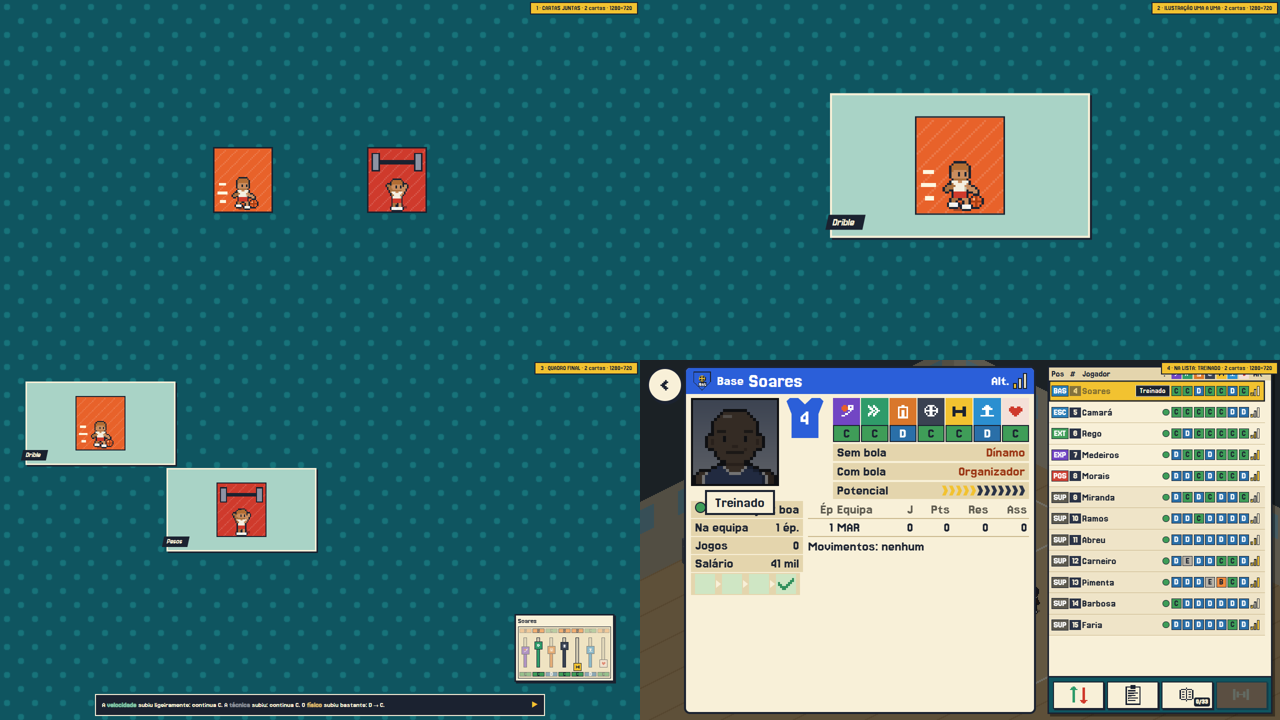 1 · CARTAS JUNTAS · 2 cartas · 1280×720
2 · ILUSTRAÇÃO UMA A UMA · 2 cartas · 1280×720
Drible
3 · QUADRO FINAL · 2 cartas · 1280×720
Drible
Pesos
Soares
A velocidade subiu ligeiramente: continua C. A técnica subiu: continua C. O físico subiu bastante: D → C.
4 · NA LISTA: TREINADO · 2 cartas · 1280×720
Base Soares
Alt.
4
C C D C C D C
Sem bola Dínamo
Com bola Organizador
Potencial
Treinado
boa
Na equipa 1 ép.
Jogos 0
Salário 41 mil
Ép Equipa J Pts Res Ass
1 MAR 0 0 0 0
Movimentos: nenhum
Pos # Jogador
BAS 4 Soares Treinado C C D C C D C
ESC 5 Camará
EXT 6 Rego
EXP 7 Medeiros
POS 8 Morais
SUP 9 Miranda
SUP 10 Ramos
SUP 11 Abreu
SUP 12 Carneiro
SUP 13 Pimenta
SUP 14 Barbosa
SUP 15 Faria